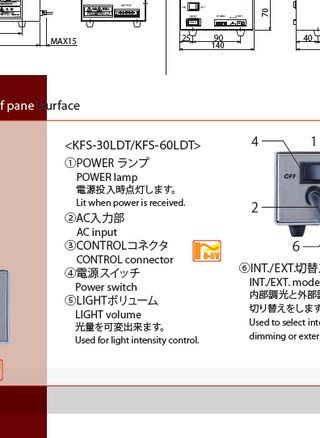 MAX15
25
90
140
70
40
f panel surface
<KFS-30LDT/KFS-60LDT>
①POWER ランプ
POWER lamp
電源投入時点灯します。
Lit when power is received.
②AC入力部
AC input
③CONTROLコネクタ
CONTROL connector
0-5V
④電源スイッチ
Power switch
⑤LIGHTボリューム
LIGHT volume
光量を可変出来ます。
Used for light intensity control.
4
1
OFF
2
6
⑥INT./EXT.切替
INT./EXT. mode
内部調光と外部
切り替えをします
Used to select inte
dimming or exter